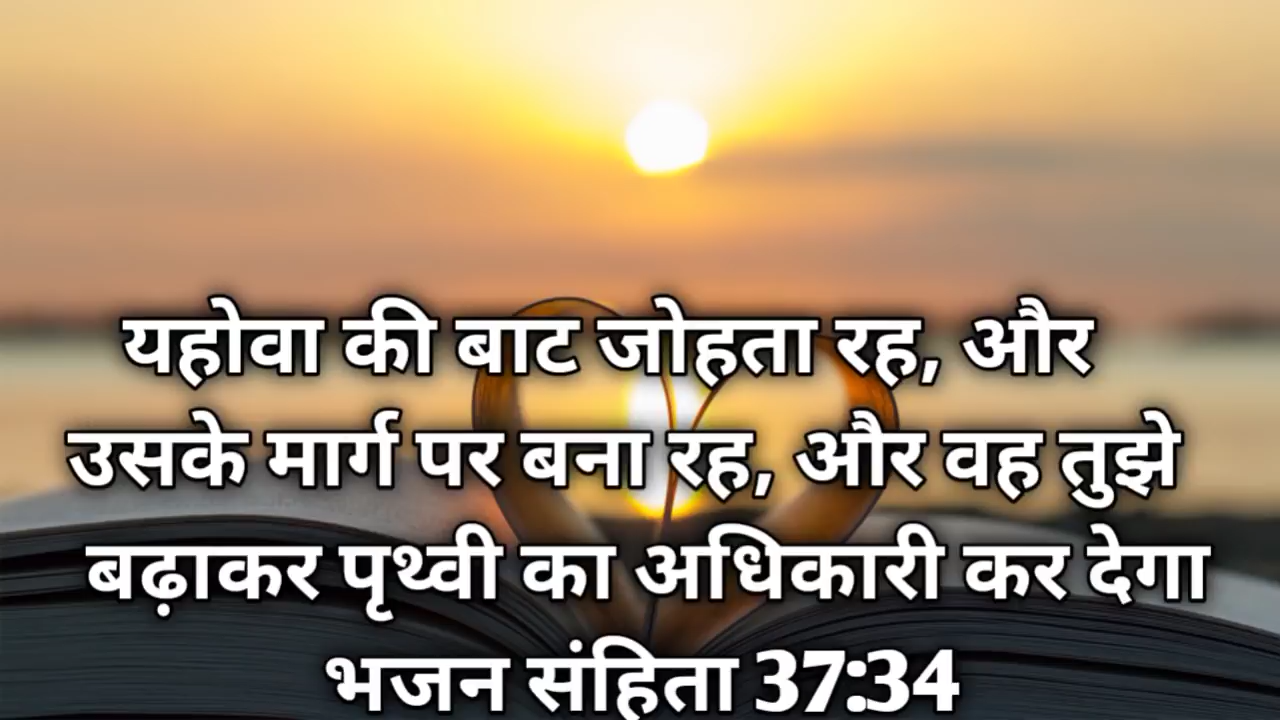 यहोवा की बाट जोहता रह, और
उसके मार्ग पर बना रह, और वह तुझे
बढ़ाकर पृथ्वी का अधिकारी कर देगा
भजन संहिता 37:34